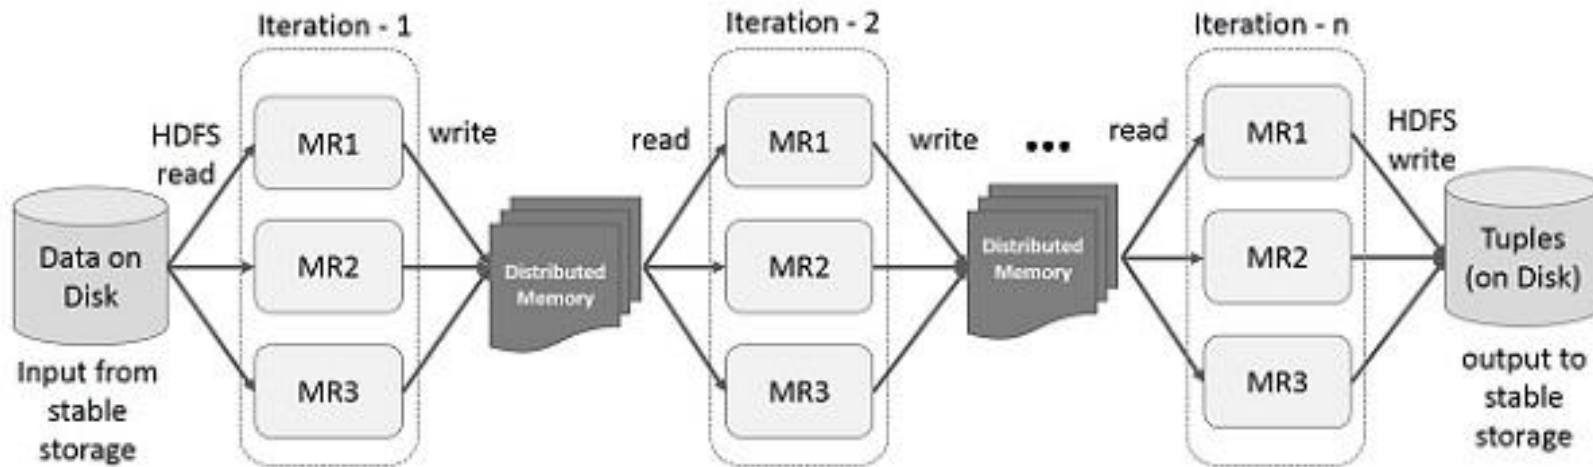 Iteration - 1
Iteration - 2
Iteration - n
HDFS
read
write
read
write
...
read
HDFS
write
MR1
MR2
MR3
MR1
MR2
MR3
MR1
MR2
MR3
Data on
Disk
Distributed
Memory
Distributed
Memory
Tuples
(on Disk)
Input from
stable
storage
output to
stable
storage